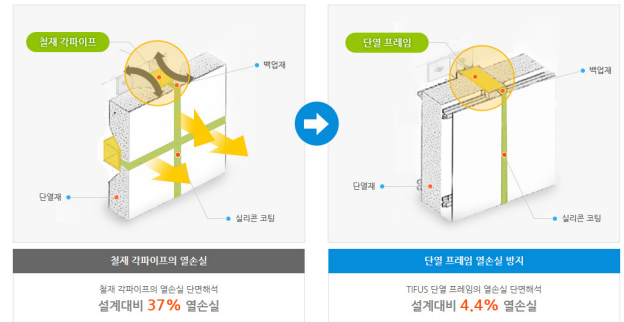 철재 각파이프
백업재
단열재
실리콘 코팅
철재 각파이프의 열손실
철재 각파이프의 열손실 단면해석
설계대비 37% 열손실
단열 프레임
백업재
단열재
실리콘 코팅
단열 프레임 열손실 방지
TIFUS 단열 프레임의 열손실 단면해석
설계대비 4.4% 열손실